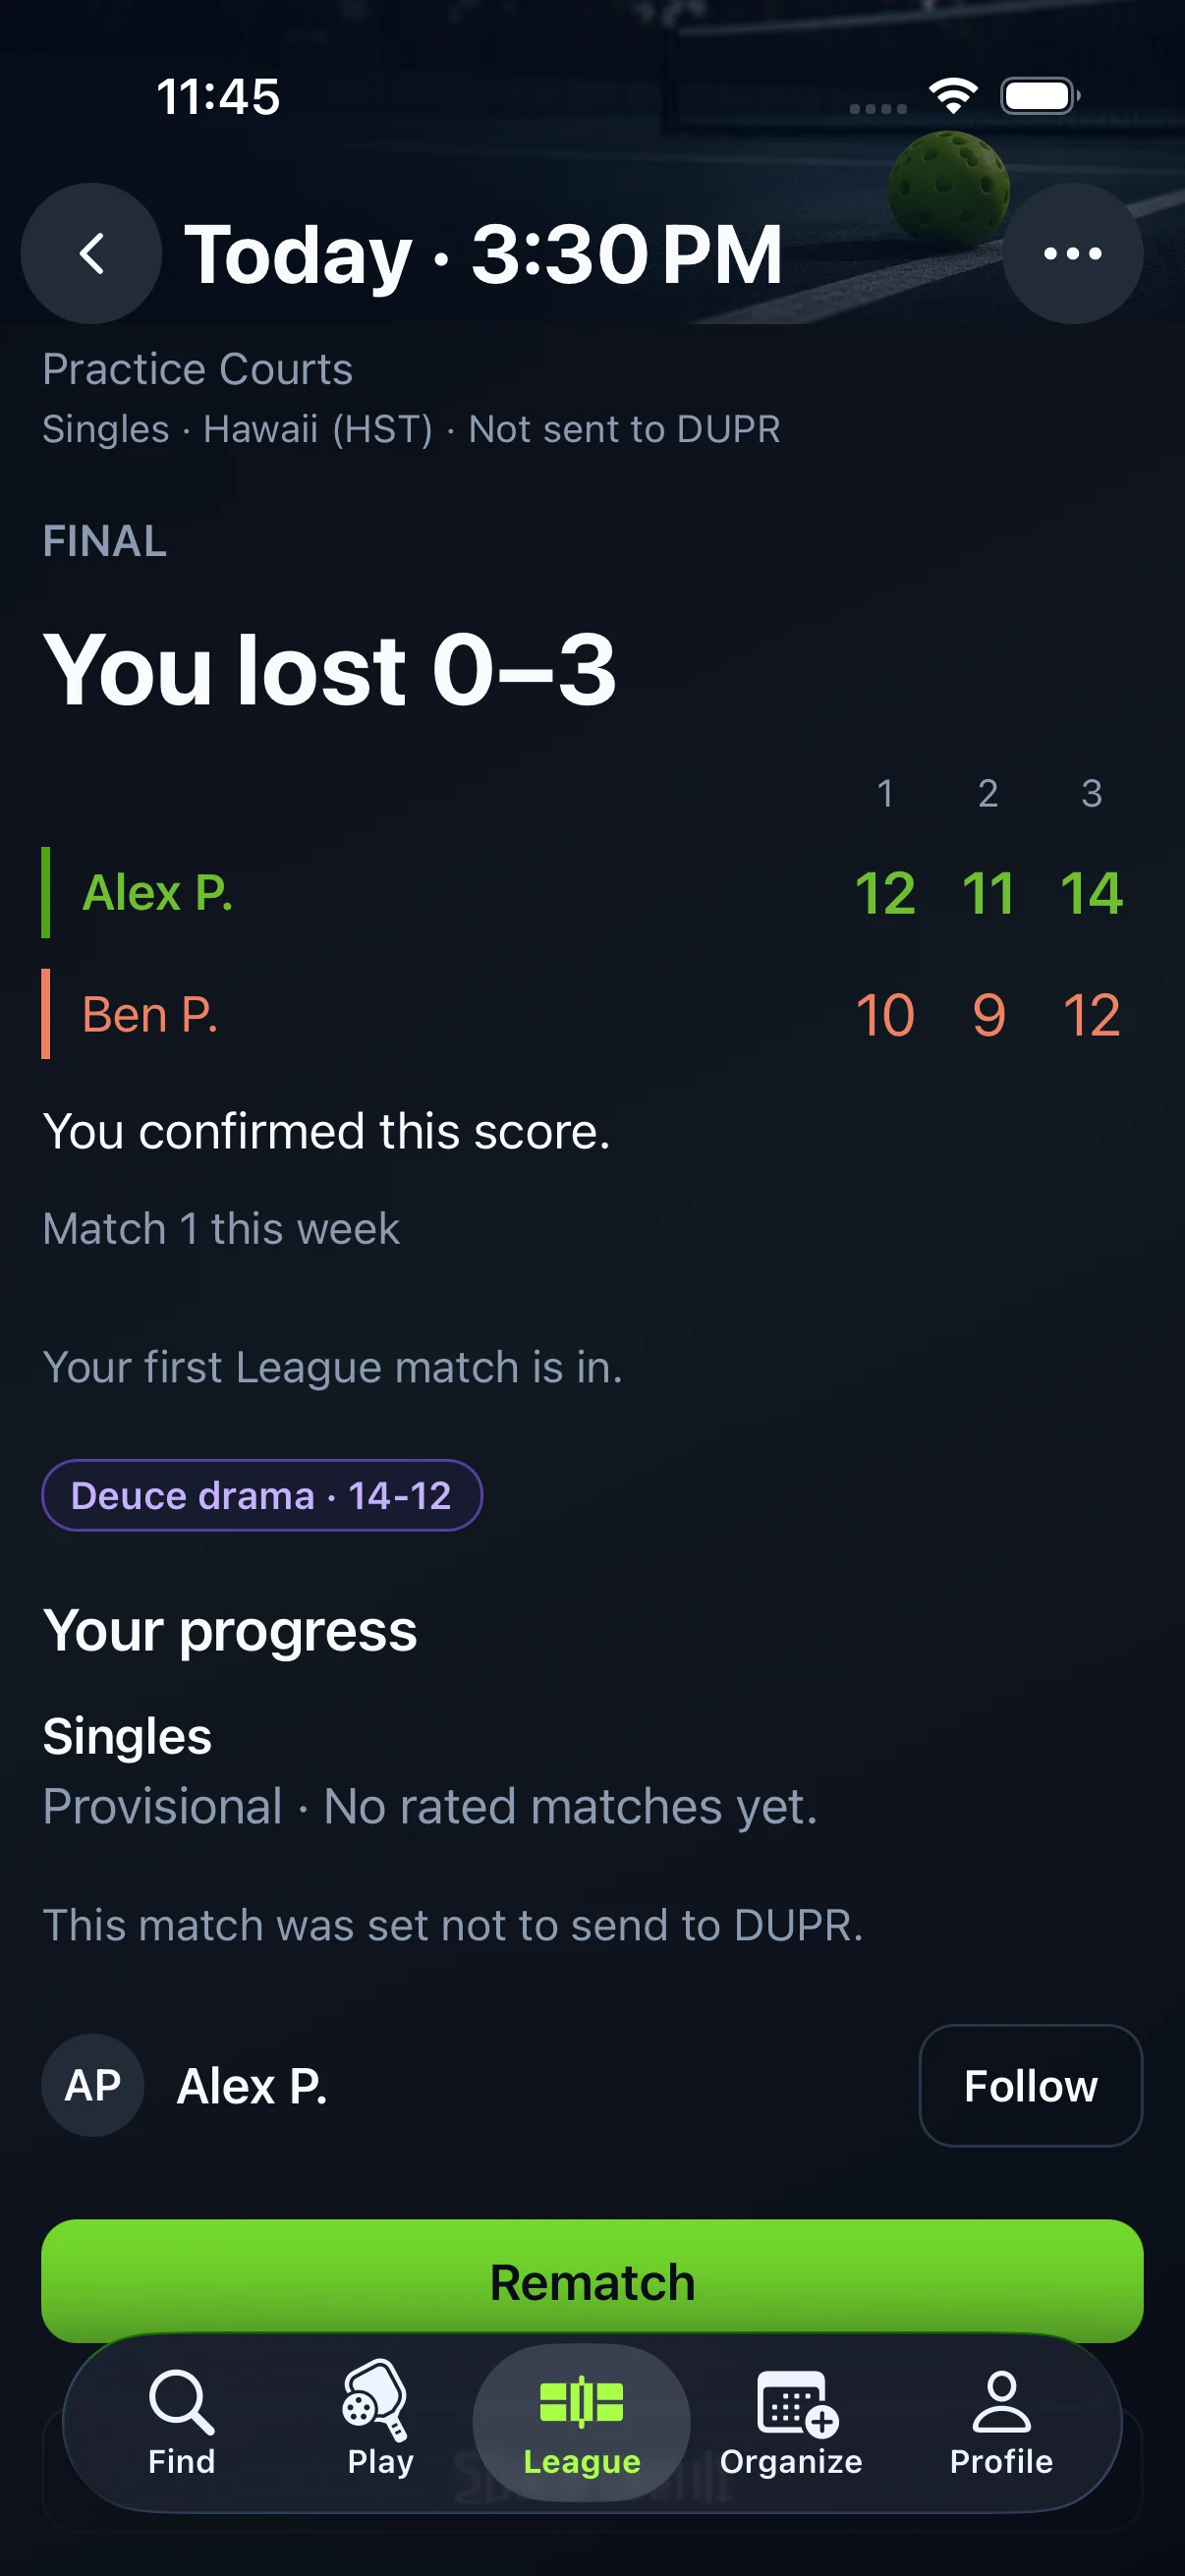 11:45
Today · 3:30 PM
Practice Courts
Singles · Hawaii (HST) · Not sent to DUPR
FINAL
You lost 0–3
1 2 3
Alex P. 12 11 14
Ben P. 10 9 12
You confirmed this score.
Match 1 this week
Your first League match is in.
Deuce drama · 14-12
Your progress
Singles
Provisional · No rated matches yet.
This match was set not to send to DUPR.
AP Alex P. Follow
Rematch
Find Play League Organize Profile